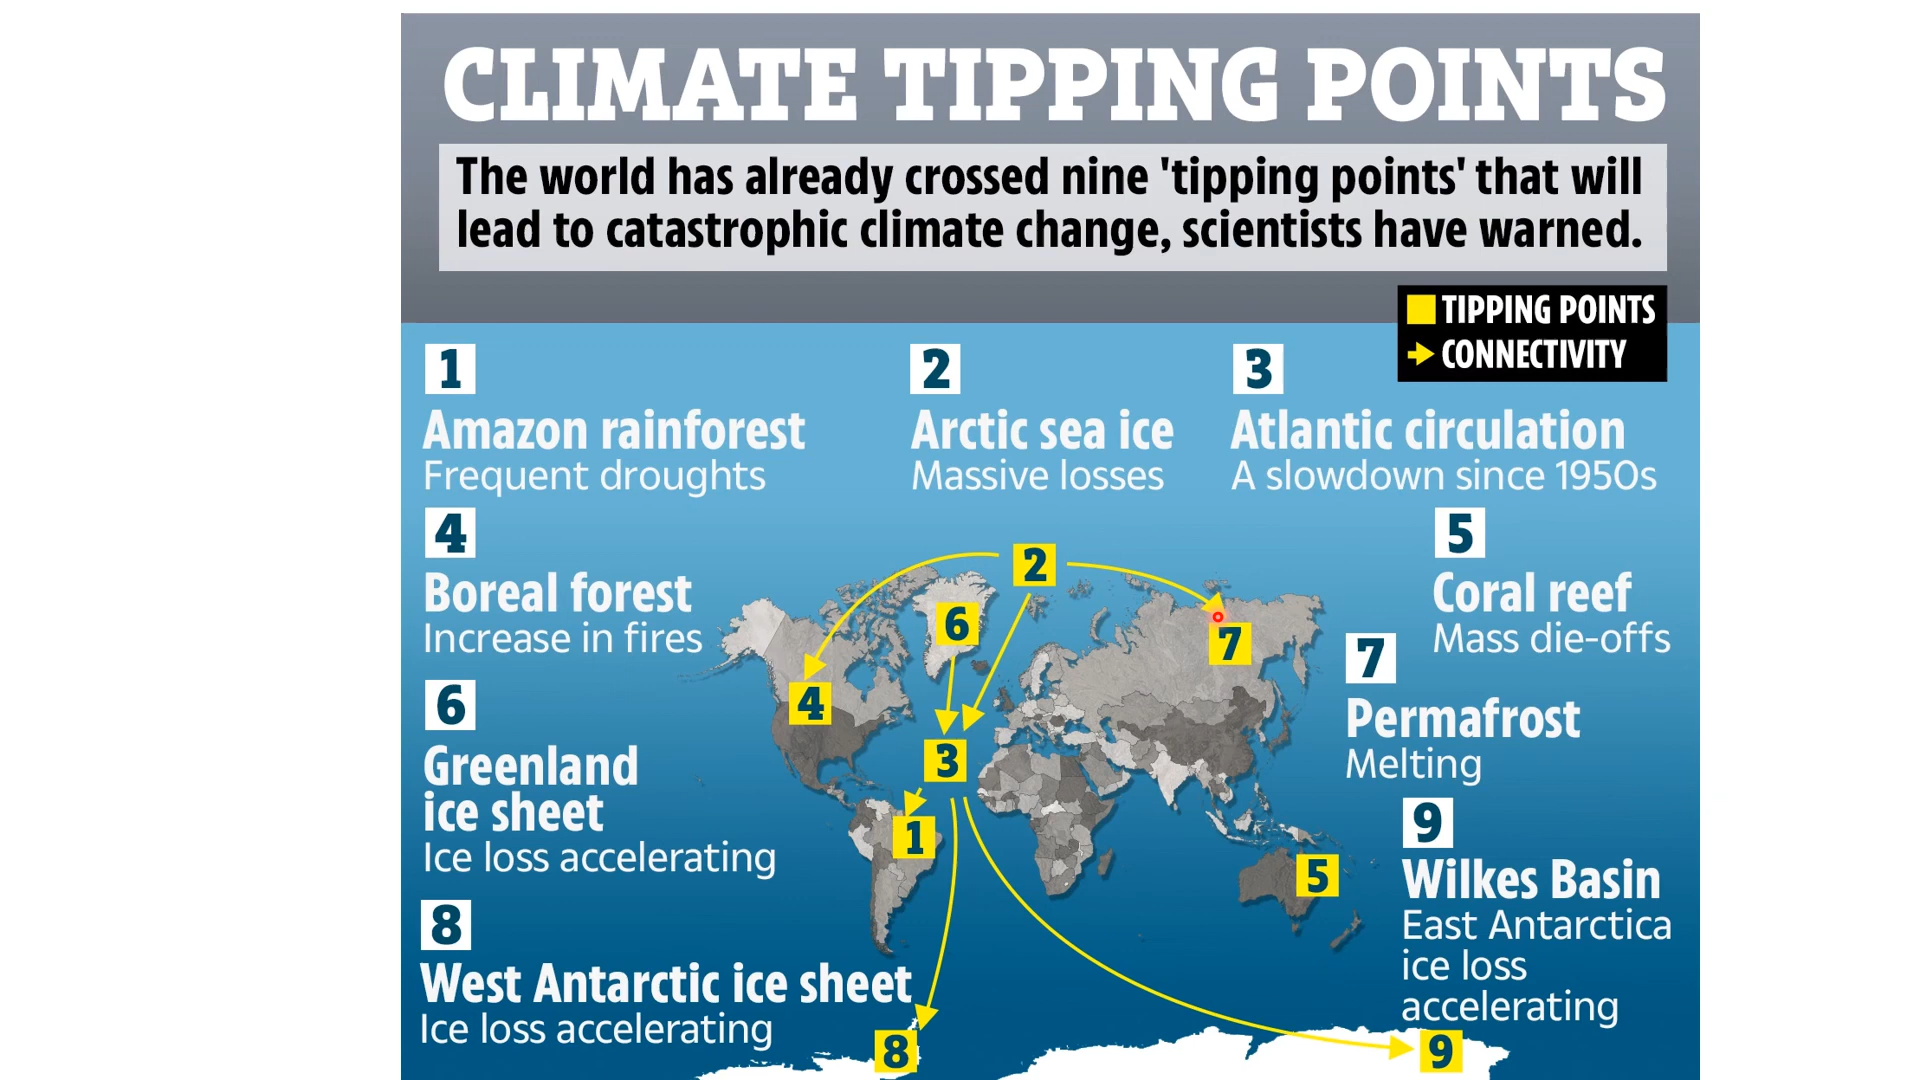 CLIMATE TIPPING POINTS
The world has already crossed nine 'tipping points' that will
lead to catastrophic climate change, scientists have warned.
TIPPING POINTS
CONNECTIVITY
1
Amazon rainforest
Frequent droughts
2
Arctic sea ice
Massive losses
3
Atlantic circulation
A slowdown since 1950s
4
Boreal forest
Increase in fires
5
Coral reef
Mass die-offs
6
Greenland
ice sheet
Ice loss accelerating
7
Permafrost
Melting
8
West Antarctic ice sheet
Ice loss accelerating
9
Wilkes Basin
East Antarctica
ice loss
accelerating
2
6
7
4
3
1
5
8
9